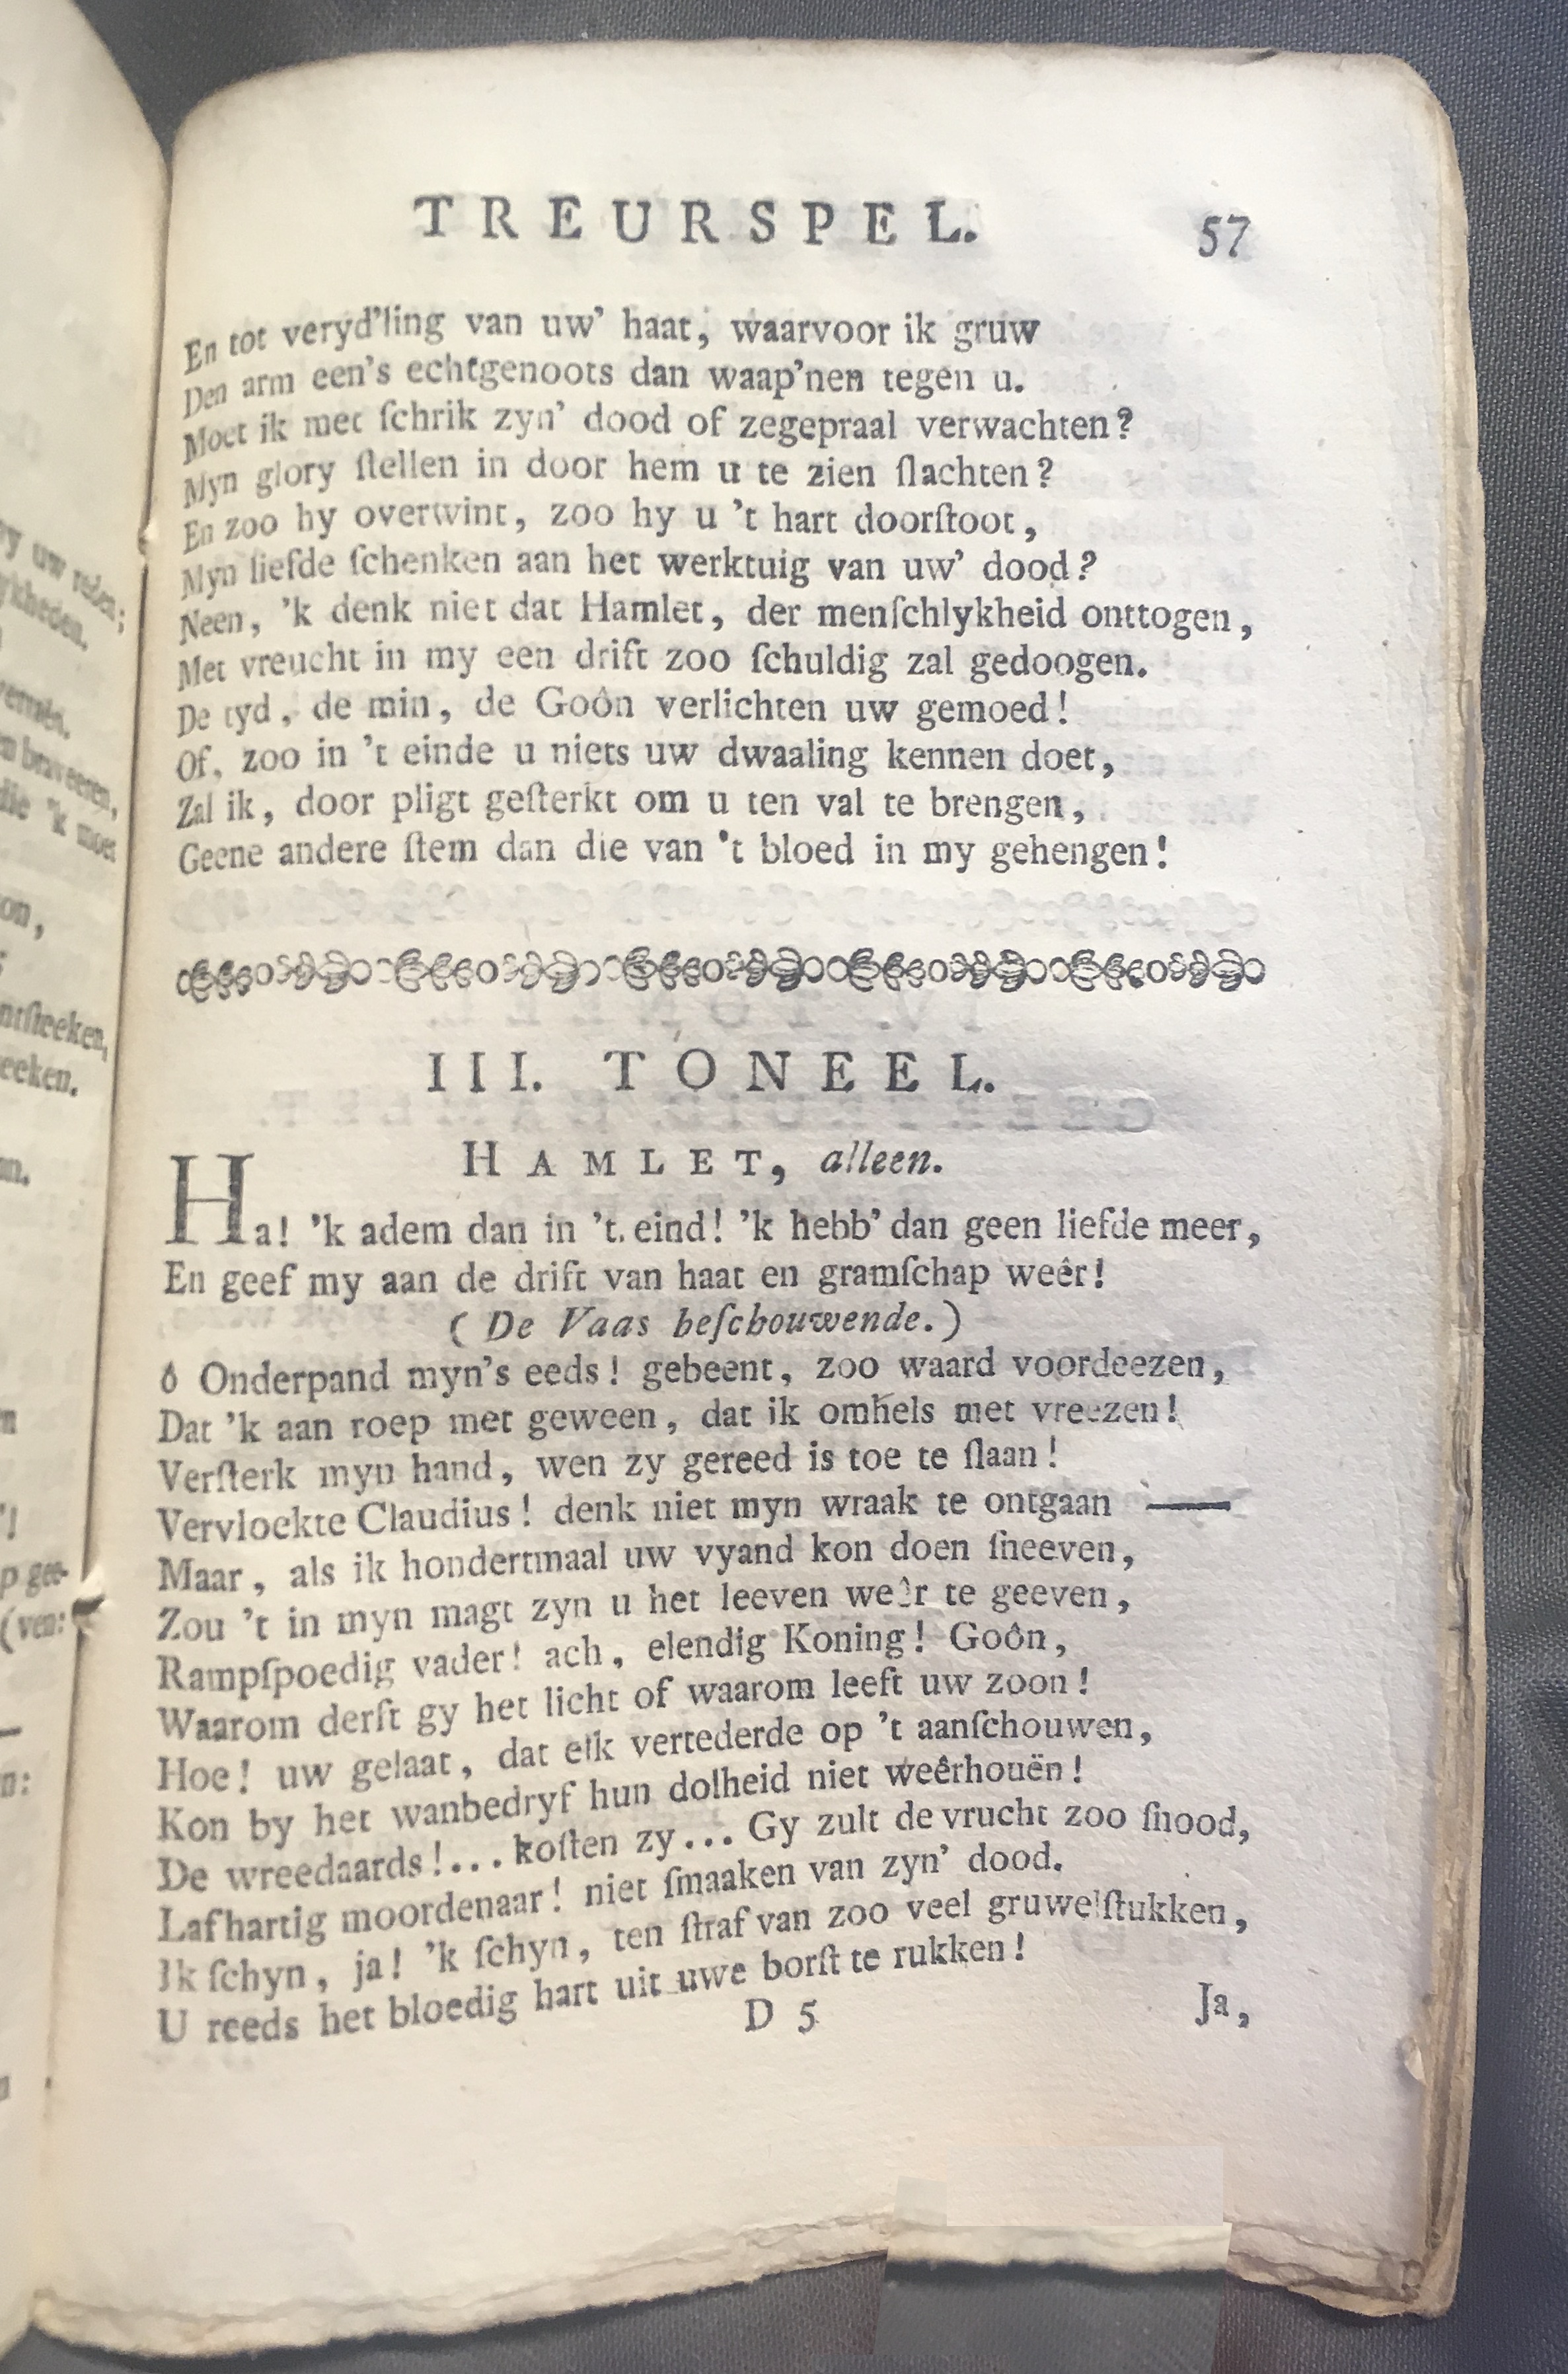 TREURSPEL. 57
En tot veryd'ling van uw' haat, waarvoor ik gruw
Den arm een's echtgenoots dan waap'nen tegen u.
Moet ik met ſchrik zyn' dood of zegepraal verwachten?
Myn glory ſtellen in door hem u te zien ſlachten?
En zoo hy overwint, zoo hy u 't hart doorſtoot,
Myn liefde ſchenken aan het werktuig van uw' dood?
Neen, 'k denk niet dat Hamlet, der menſchlykheid onttogen,
Met vreucht in my een drift zoo ſchuldig zal gedoogen.
De tyd, de min, de Goôn verlichten uw gemoed!
Of, zoo in 't einde u niets uw dwaaling kennen doet,
Zal ik, door pligt geſterkt om u ten val te brengen,
Geene andere ſtem dan die van 't bloed in my gehengen!
III. TONEEL.
HAMLET, alleen.
Ha! 'k adem dan in 't eind! 'k hebb' dan geen liefde meer,
En geef my aan de drift van haat en gramſchap weêr!
(De Vaas beſchouwende.)
ô Onderpand myn's eeds! gebeent, zoo waard voordeezen,
Dat 'k aan roep met geween, dat ik omhels met vreezen!
Verſterk myn hand, wen zy gereed is toe te ſlaan!
Vervloekte Claudius! denk niet myn wraak te ontgaan —
Maar, als ik hondertmaal uw vyand kon doen ſneeven,
Zou 't in myn magt zyn u het leeven weêr te geeven,
Rampſpoedig vader! ach, elendig Koning! Goôn,
Waarom derſt gy het licht of waarom leeft uw zoon!
Hoe! uw gelaat, dat elk vertederde op 't aanſchouwen,
Kon by het wanbedryf hun dolheid niet weêrhouën!
De wreedaards!... koſten zy... Gy zult de vrucht zoo ſnood,
Lafhartig moordenaar! niet ſmaaken van zyn' dood.
Ik ſchyn, ja! 'k ſchyn, ten ſtraf van zoo veel gruwelſtukken,
U reeds het bloedig hart uit uwe borſt te rukken!
D 5 Ja,